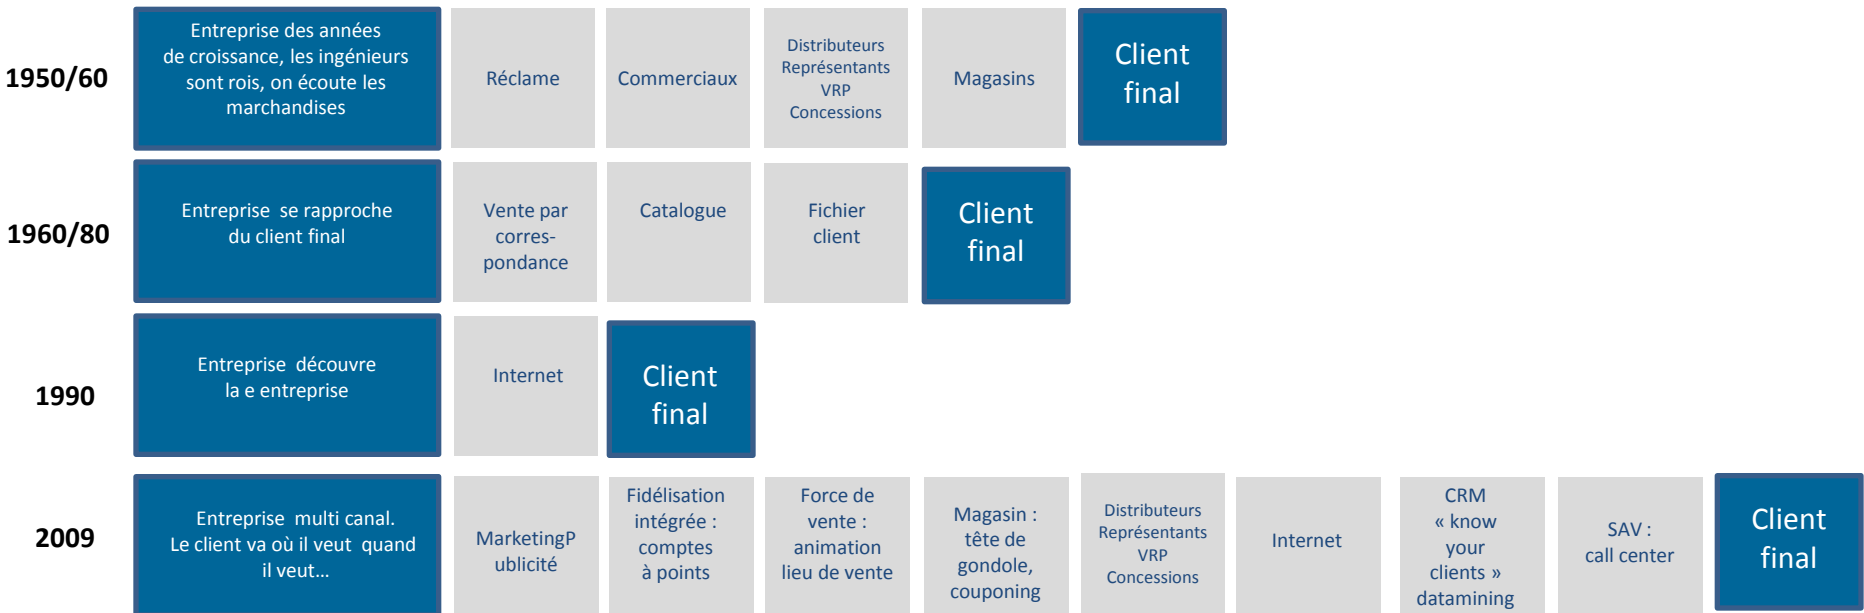 1950/60
Entreprise des années
de croissance, les ingénieurs
sont rois, on écoute les
marchandises
Réclame
Commerciaux
Distributeurs
Représentants
VRP
Concessions
Magasins
Client
final
1960/80
Entreprise se rapproche
du client final
Vente par
corres-
pondance
Catalogue
Fichier
client
Client
final
1990
Entreprise découvre
la e entreprise
Internet
Client
final
2009
Entreprise multi canal.
Le client va où il veut quand
il veut...
MarketingP
ublicité
Fidélisation
intégrée :
comptes
à points
Force de
vente :
animation
lieu de vente
Magasin :
tête de
gondole,
couponing
Distributeurs
Représentants
VRP
Concessions
Internet
CRM
« know
your
clients »
datamining
SAV :
call center
Client
final